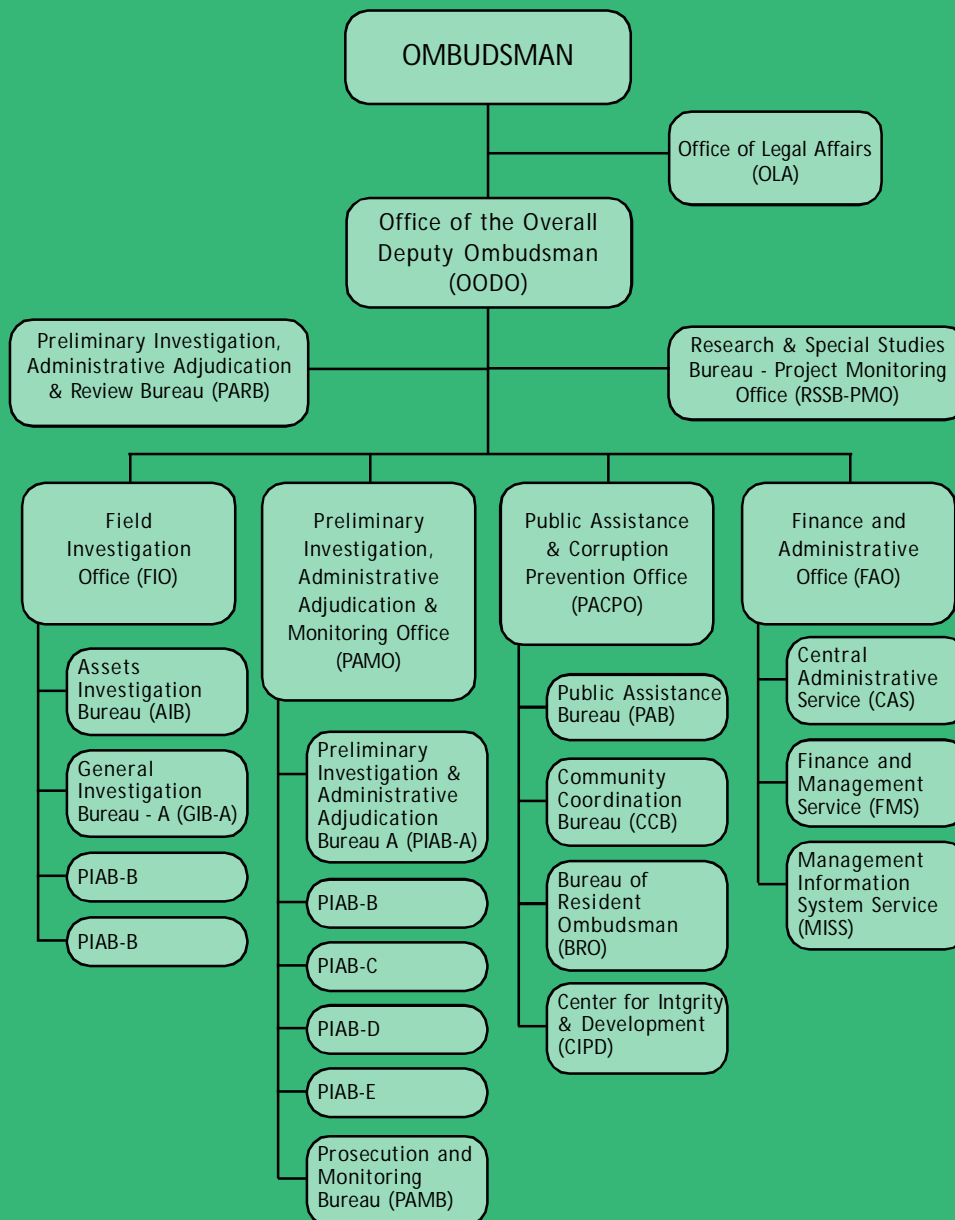 OMBUDSMAN
Office of Legal Affairs
(OLA)
Office of the Overall
Deputy Ombudsman
(OODO)
Preliminary Investigation,
Administrative Adjudication
& Review Bureau (PARB)
Research & Special Studies
Bureau - Project Monitoring
Office (RSSB-PMO)
Field
Investigation
Office (FIO)
Assets
Investigation
Bureau (AIB)
General
Investigation
Bureau - A (GIB-A)
PIAB-B
PIAB-B
Preliminary
Investigation,
Administrative
Adjudication &
Monitoring Office
(PAMO)
Preliminary
Investigation &
Administrative
Adjudication
Bureau A (PIAB-A)
PIAB-B
PIAB-C
PIAB-D
PIAB-E
Prosecution and
Monitoring
Bureau (PAMB)
Public Assistance
& Corruption
Prevention Office
(PACPO)
Public Assistance
Bureau (PAB)
Community
Coordination
Bureau (CCB)
Bureau of
Resident
Ombudsman
(BRO)
Center for Intgrity
& Development
(CIPD)
Finance and
Administrative
Office (FAO)
Central
Administrative
Service (CAS)
Finance and
Management
Service (FMS)
Management
Information
System Service
(MISS)